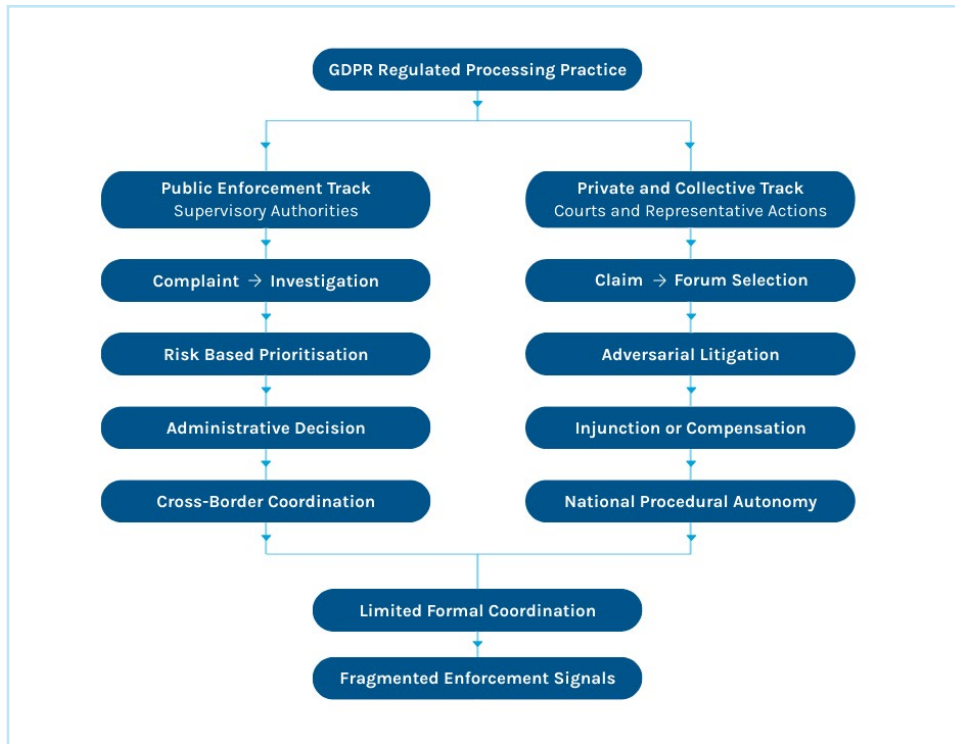 GDPR Regulated Processing Practice
Public Enforcement Track
Supervisory Authorities
Complaint → Investigation
Risk Based Prioritisation
Administrative Decision
Cross-Border Coordination
Private and Collective Track
Courts and Representative Actions
Claim → Forum Selection
Adversarial Litigation
Injunction or Compensation
National Procedural Autonomy
Limited Formal Coordination
Fragmented Enforcement Signals